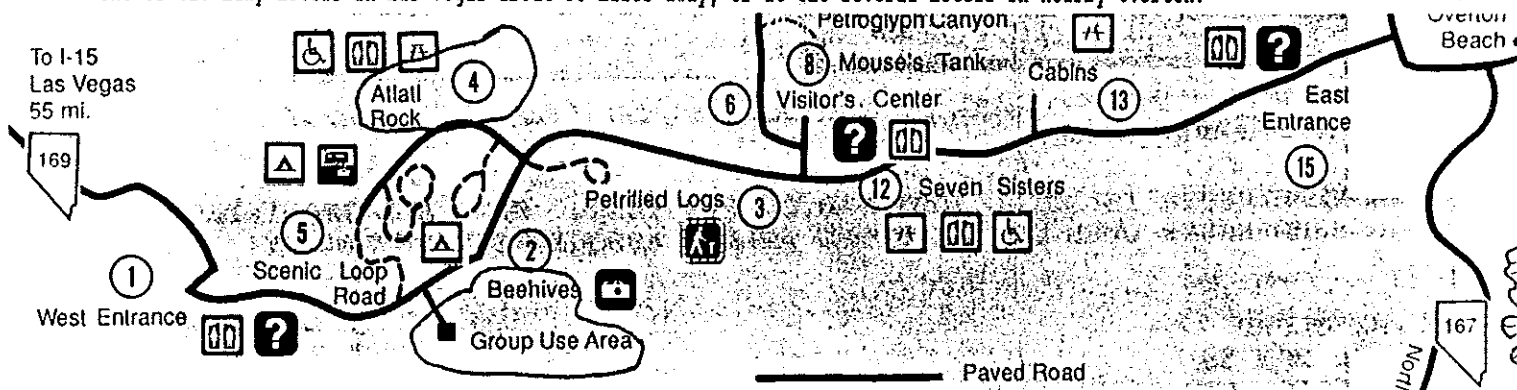 Petroglyph Canyon
Overton
Beach
To I-15
Las Vegas
55 mi.
4
8 Mouse's Tank
Cabins
Atlatl
Rock
6
Visitor's Center
13
East
Entrance
?
?
169
15
Petrified Logs
3
12 Seven Sisters
5
2
Scenic Loop
Road
1
Beehives
West Entrance
?
Group Use Area
167
Paved Road